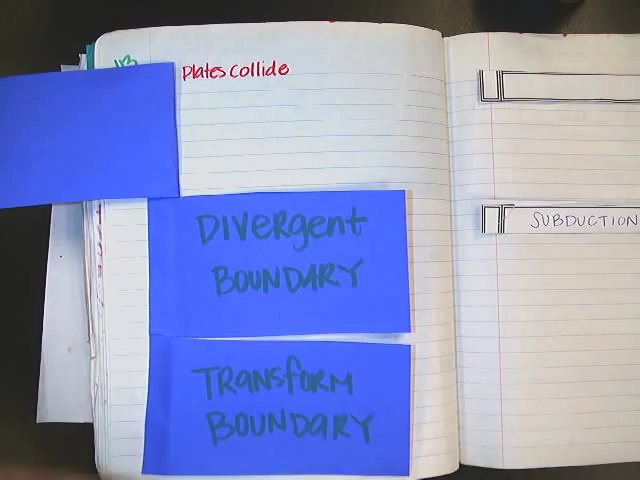 Plates Collide
DIVERgent
BOUNDARY
TRANSfORM
BOUNDARY
SUBDUCTION